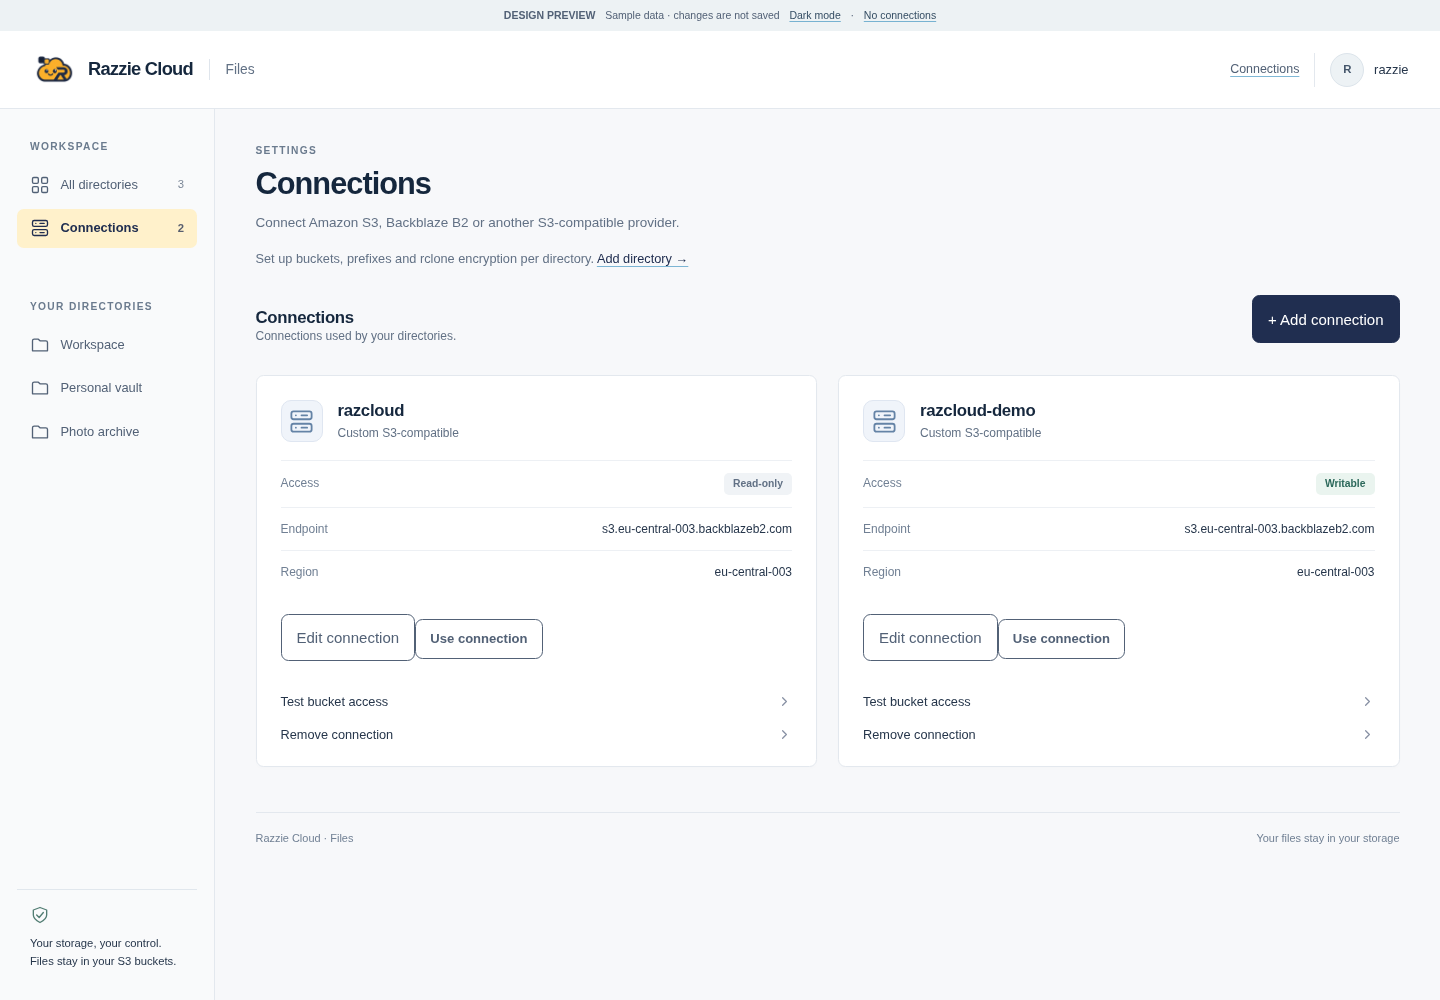 DESIGN PREVIEW Sample data · changes are not saved Dark mode · No connections
Razzie Cloud Files Connections R razzie
WORKSPACE
All directories 3
Connections 2
YOUR DIRECTORIES
Workspace
Personal vault
Photo archive
Your storage, your control.
Files stay in your S3 buckets.
SETTINGS
Connections
Connect Amazon S3, Backblaze B2 or another S3-compatible provider.
Set up buckets, prefixes and rclone encryption per directory. Add directory →
Connections
Connections used by your directories.
+ Add connection
razcloud
Custom S3-compatible
Access Read-only
Endpoint s3.eu-central-003.backblazeb2.com
Region eu-central-003
Edit connection Use connection
Test bucket access
Remove connection
razcloud-demo
Custom S3-compatible
Access Writable
Endpoint s3.eu-central-003.backblazeb2.com
Region eu-central-003
Edit connection Use connection
Test bucket access
Remove connection
Razzie Cloud · Files Your files stay in your storage